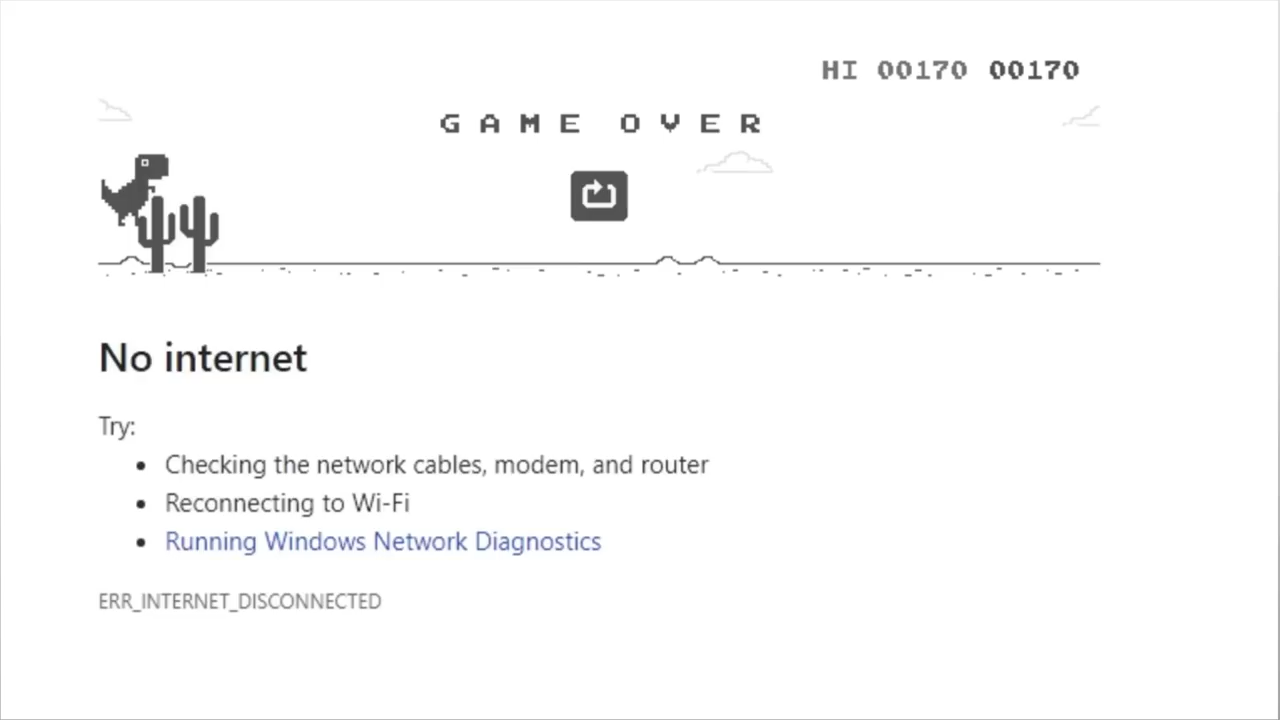 HI 00170 00170
GAME OVER
No internet
Try:
Checking the network cables, modem, and router
Reconnecting to Wi-Fi
Running Windows Network Diagnostics
ERR_INTERNET_DISCONNECTED